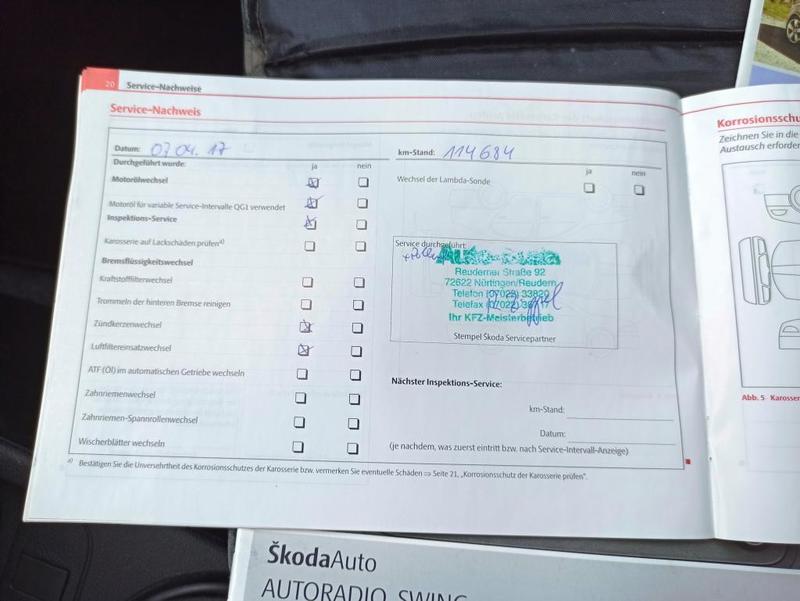 20 Service-Nachweise
Service-Nachweis
Datum: 07.04.17
km-Stand: 114684
Durchgeführt wurde: ja nein
ja nein
Motorölwechsel
Wechsel der Lambda-Sonde
Motoröl für variable Service-Intervalle QG1 verwendet
Inspektions-Service
Karosserie auf Lackschäden prüfen a)
Bremsflüssigkeitswechsel
Kraftstofffilterwechsel
Trommeln der hinteren Bremse reinigen
Zündkerzenwechsel
Luftfiltereinsatzwechsel
ATF (Öl) im automatischen Getriebe wechseln
Zahnriemenwechsel
Zahnriemen-Spannrollenwechsel
Wischerblätter wechseln
Service durchgeführt:
Reuderner Straße 92
72622 Nürtingen/Reudern
Telefon (07022)
Telefax (07022)
Ihr KFZ-Meisterbetrieb
Stempel Škoda Servicepartner
Nächster Inspektions-Service:
km-Stand:
Datum:
(je nachdem, was zuerst eintritt bzw. nach Service-Intervall-Anzeige)
a) Bestätigen Sie die Unversehrtheit des Korrosionsschutzes der Karosserie bzw. vermerken Sie eventuelle Schäden ⇒ Seite 21, „Korrosionsschutz der Karosserie prüfen“.
Korrosionsschu
Zeichnen Sie in die
Austausch erforder
Abb. 5 Karosser
ŠkodaAuto
AUTORADIO SWING